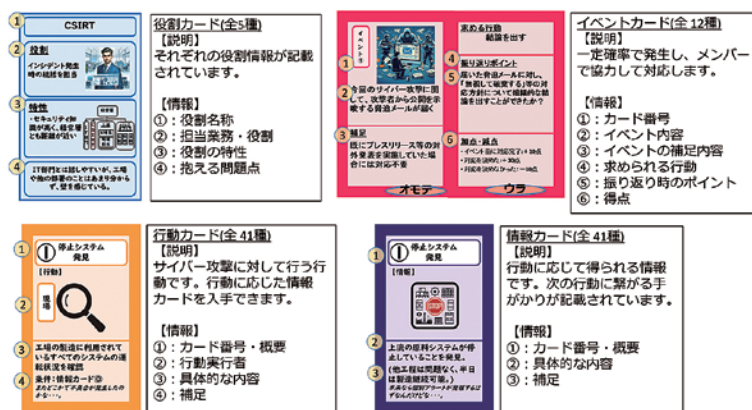 ①
CSIRT
②
役割
インシデント発生
時の統括を担当
③
特性
・セキュリティ知
識が高く、経営層
とも距離が近い
④
IT部門とは話しやすいが、工場
や他の部署のことはあまり分から
ず、壁を感じている。
役割カード(全5種)
【説明】
それぞれの役割情報が記載
されています。
【情報】
①:役割名称
②:担当業務・役割
③:役割の特性
④:抱える問題点
①
②
今回のサイバー攻撃に関
して、攻撃者から公開を示
唆する脅迫メールが届く
③
補足
既にプレスリリース等の対
外発表を実施していた場
合には対応不要
オモテ
求める行動
④
結論を出す
振り返りポイント
⑤
届いた脅迫メールに対し、
「無視して破棄する」等の対
応方針について組織的な結
論を出すことができたか?
⑥
加点・減点
ウラ
イベントカード(全12種)
【説明】
一定確率で発生し、メンバー
で協力して対応します。
【情報】
①:カード番号
②:イベント内容
③:イベントの補足内容
④:求められる行動
⑤:振り返り時のポイント
⑥:得点
①
停止システム
発見
【行動】
②
現場
③
工場の製造に利用されて
いるすべてのシステムの運
転状況を確認
④
条件:情報カード◎
行動カード(全41種)
【説明】
サイバー攻撃に対して行う行
動です。行動に応じた情報
カードを入手できます。
【情報】
①:カード番号・概要
②:行動実行者
③:具体的な内容
④:補足
①
停止システム
発見
【情報】
②
上流の原料システムが停
止していることを発見。
③
(他工程は問題なく、半日
は製造継続可能。)
情報カード(全41種)
【説明】
行動に応じて得られる情報
です。次の行動に繋がる手
がかりが記載されています。
【情報】
①:カード番号・概要
②:具体的な内容
③:補足